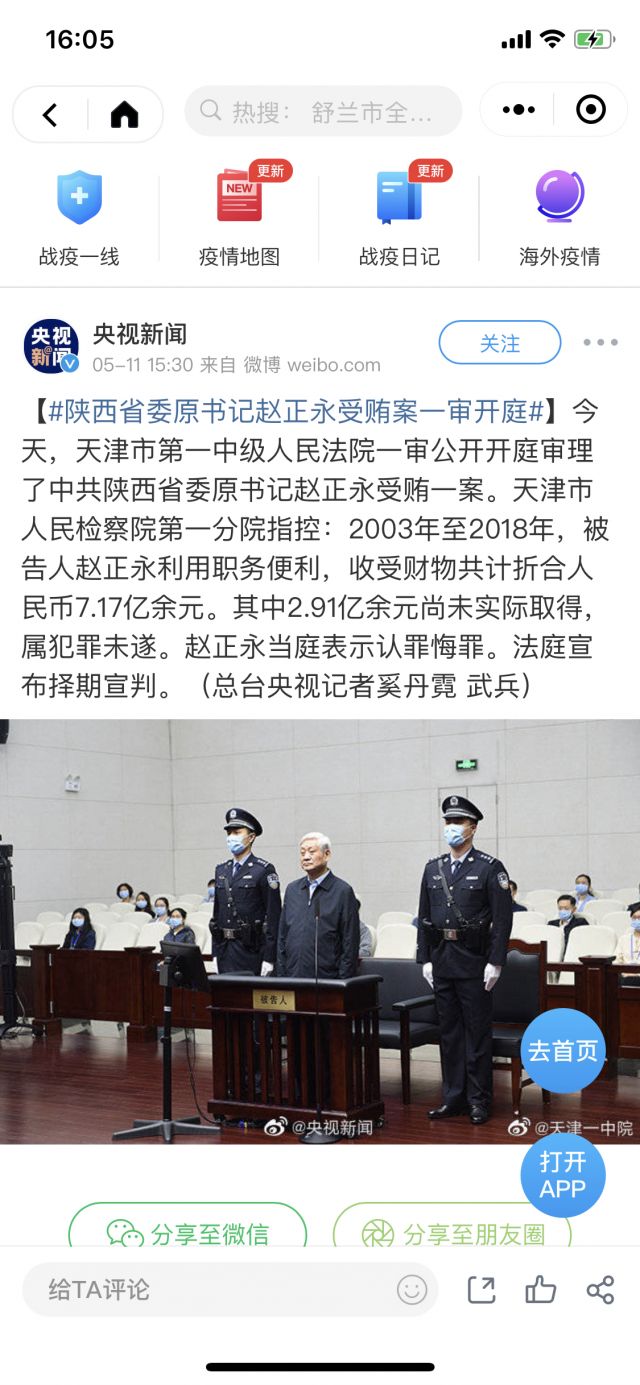 16:05
热搜： 舒兰市全...
更新
更新
NEW
战疫一线
疫情地图
战疫日记
海外疫情
央视
新闻
央视新闻
关注
05-11 15:30 来自 微博 weibo.com
【#陕西省委原书记赵正永受贿案一审开庭#】今
天，天津市第一中级人民法院一审公开开庭审理
了中共陕西省委原书记赵正永受贿一案。天津市
人民检察院第一分院指控：2003年至2018年，被
告人赵正永利用职务便利，收受财物共计折合人
民币7.17亿余元。其中2.91亿余元尚未实际取得，
属犯罪未遂。赵正永当庭表示认罪悔罪。法庭宣
布择期宣判。（总台央视记者奚丹霓 武兵）
被告人
去首页
@央视新闻
@天津一中院
打开
APP
分享至微信
分享至朋友圈
给TA评论